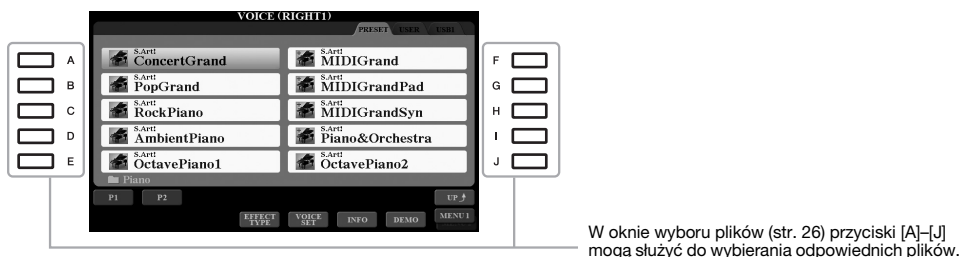 VOICE (RIGHT1)
PRESET USER USB1
A S.Art! ConcertGrand S.Art! MIDIGrand F
B S.Art! PopGrand S.Art! MIDIGrandPad G
C S.Art! RockPiano S.Art! MIDIGrandSyn H
D S.Art! AmbientPiano S.Art! Piano&Orchestra I
E S.Art! OctavePiano1 S.Art! OctavePiano2 J
Piano
P1 P2 UP
EFFECT TYPE VOICE SET INFO DEMO MENU 1
W oknie wyboru plików (str. 26) przyciski [A]–[J]
mogą służyć do wybierania odpowiednich plików.